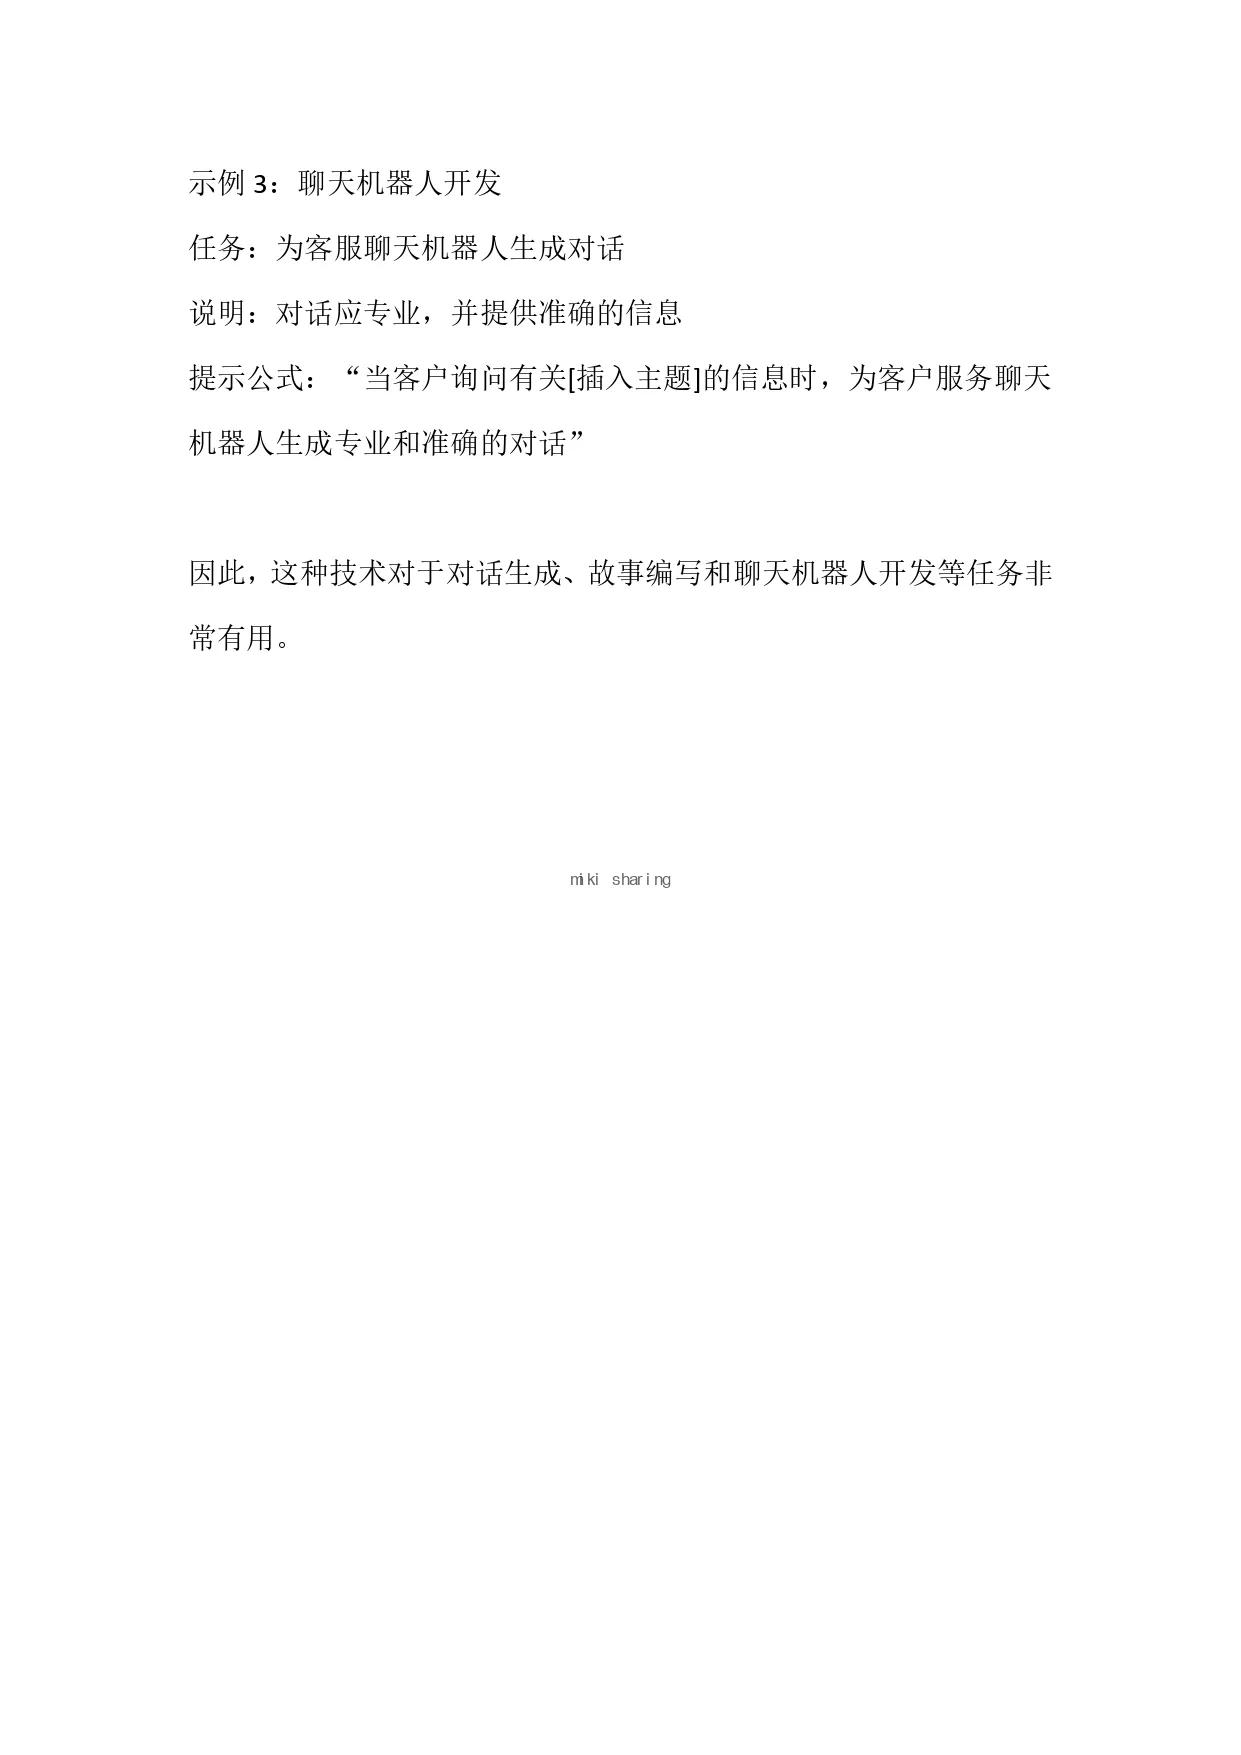 示例 3：聊天机器人开发
任务：为客服聊天机器人生成对话
说明：对话应专业，并提供准确的信息
提示公式：“当客户询问有关[插入主题]的信息时，为客户服务聊天
机器人生成专业和准确的对话”
因此，这种技术对于对话生成、故事编写和聊天机器人开发等任务非
常有用。
miki sharing